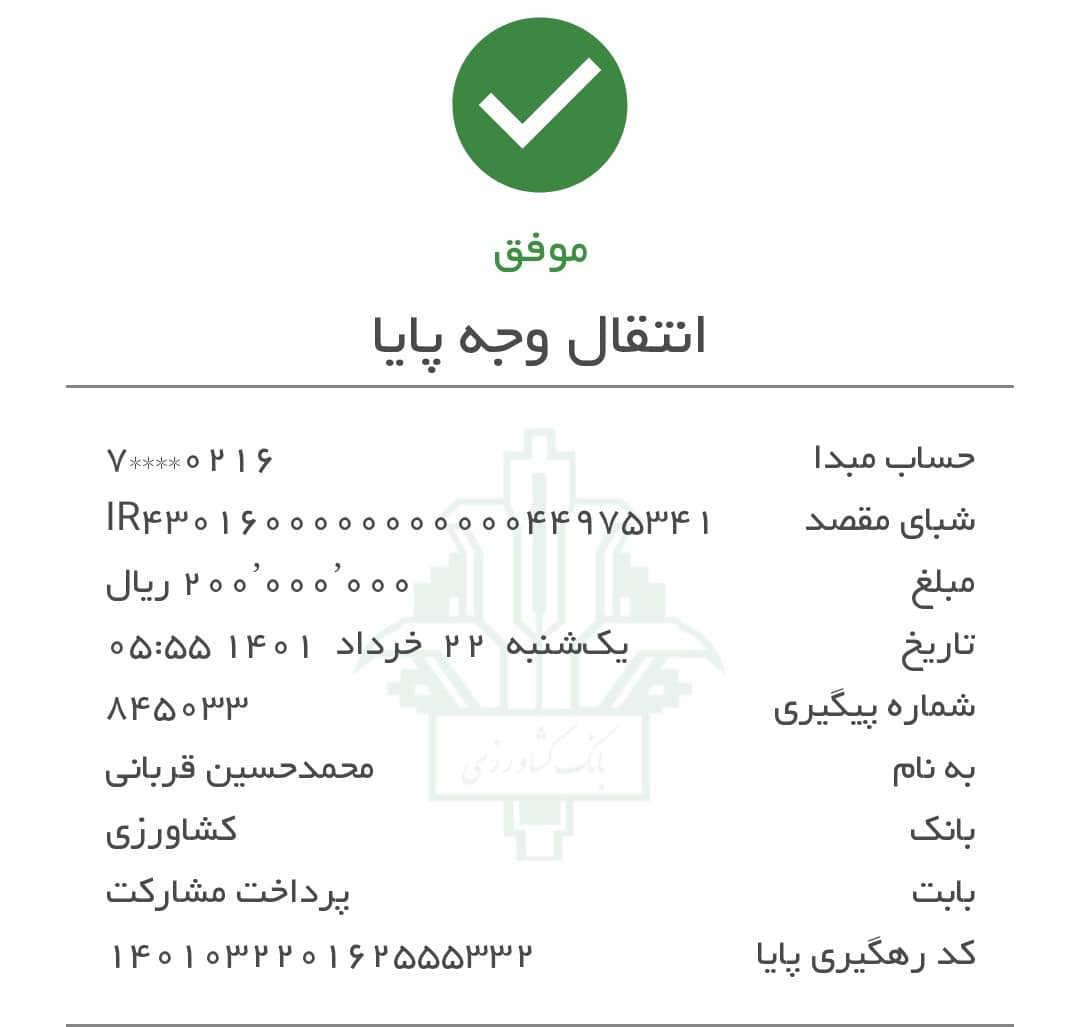 موفق
انتقال وجه پایا
حساب مبدا ۷****۰۲۱۶
شبای مقصد IR۴۳۰۱۶۰۰۰۰۰۰۰۰۰۰۰۰۴۴۹۷۵۳۴۱
مبلغ ۲۰۰٬۰۰۰٬۰۰۰ ریال
تاریخ یک‌شنبه ۲۲ خرداد ۱۴۰۱ ۰۵:۵۵
شماره پیگیری ۸۴۵۰۳۳
به نام محمدحسین قربانی
بانک کشاورزی
بابت پرداخت مشارکت
کد رهگیری پایا ۱۴۰۱۰۳۲۲۰۱۶۲۵۵۵۳۳۲
بانک کشاورزی